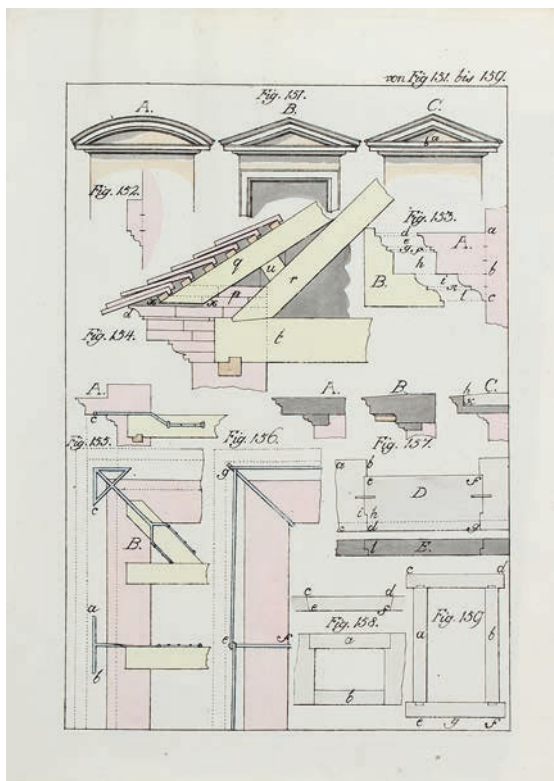 von Fig 151. bis 159.
Fig. 151.
A. B. C.
b a
Fig. 152.
Fig. 153.
d A. a
e
g
B. h b
i
l c
q u r
p
x x
d
t
Fig. 154.
A. A. B. C.
h
c
Fig. 155. Fig. 156. Fig. 157.
g a b
e f
D
c i h
B. c d g
l E.
c d c d
e f
Fig. 158. Fig. 159
a a b
a
b e f
b
e g f